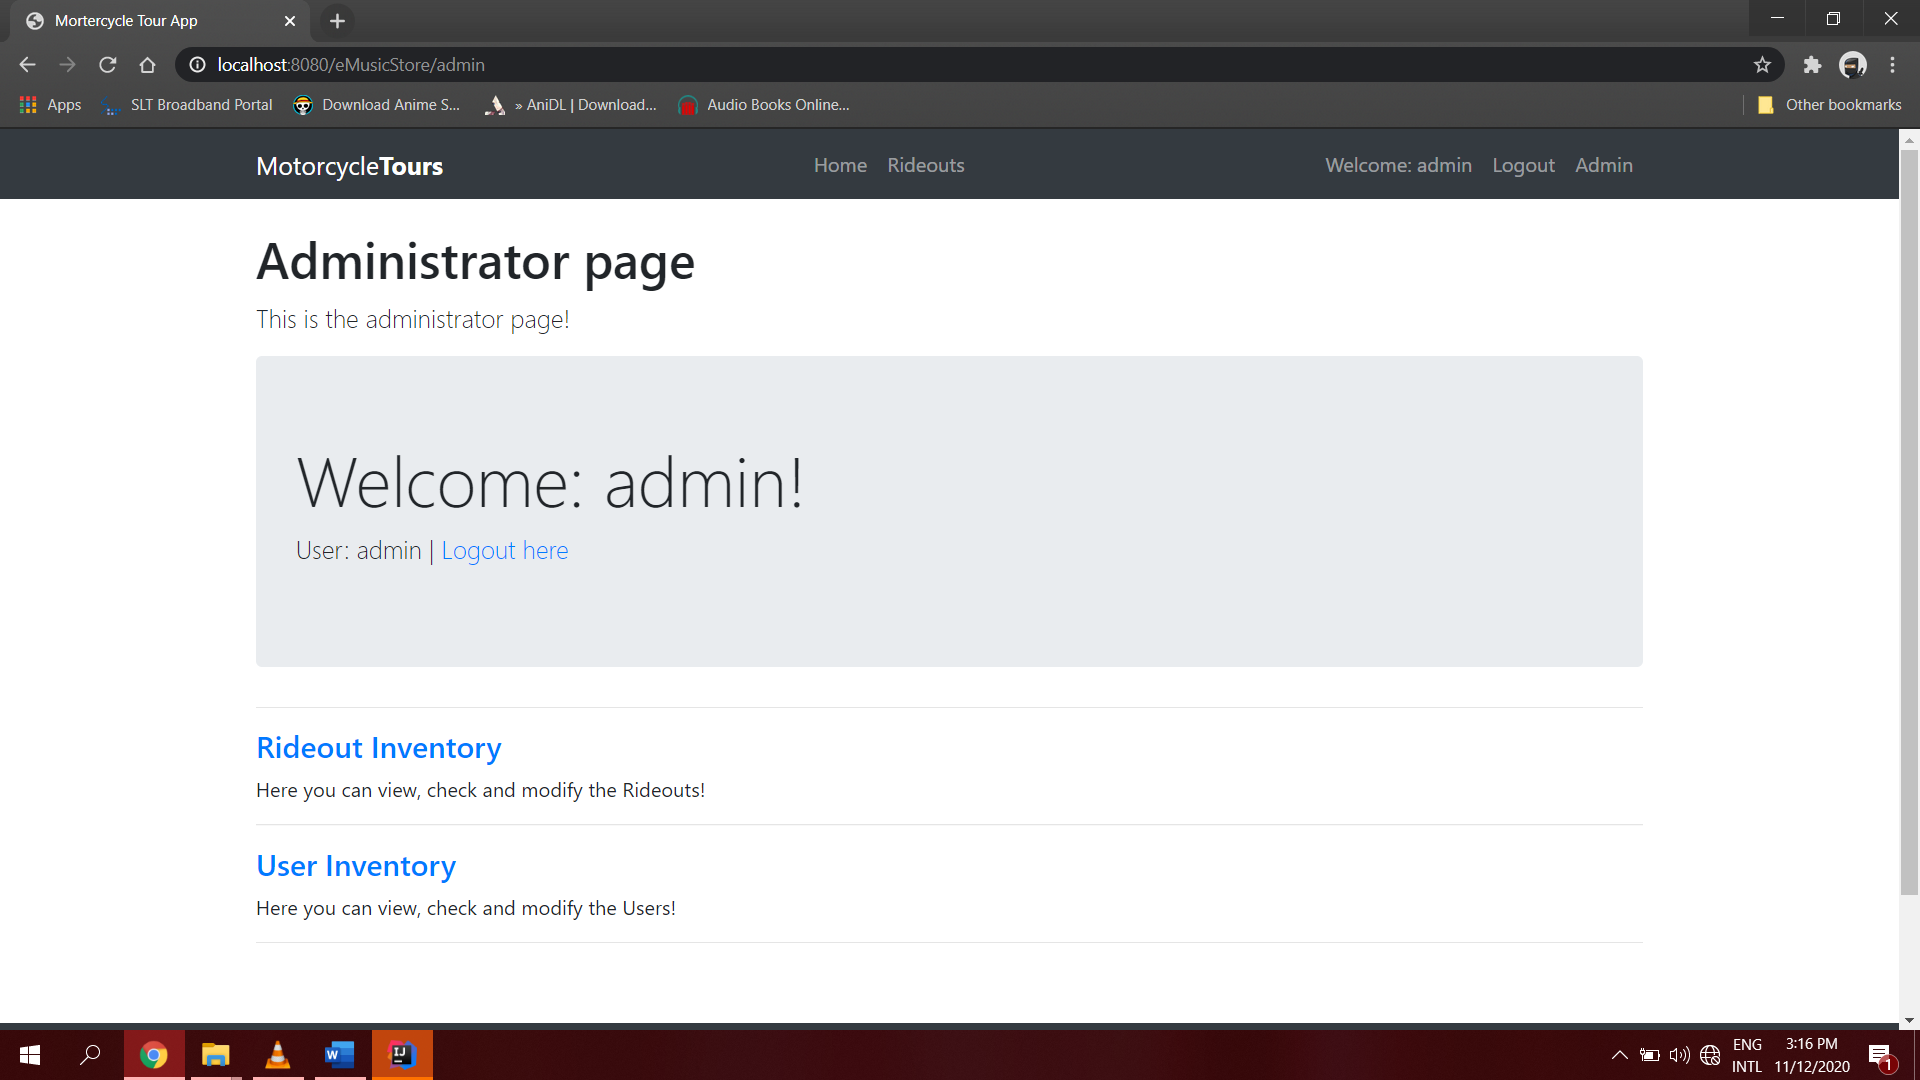 Mortercycle Tour App
localhost:8080/eMusicStore/admin
Apps SLT Broadband Portal Download Anime S... » AniDL | Download... Audio Books Online... Other bookmarks
MotorcycleTours Home Rideouts Welcome: admin Logout Admin
Administrator page
This is the administrator page!
Welcome: admin!
User: admin | Logout here
Rideout Inventory
Here you can view, check and modify the Rideouts!
User Inventory
Here you can view, check and modify the Users!
ENG 3:16 PM
INTL 11/12/2020
1
W
IJ